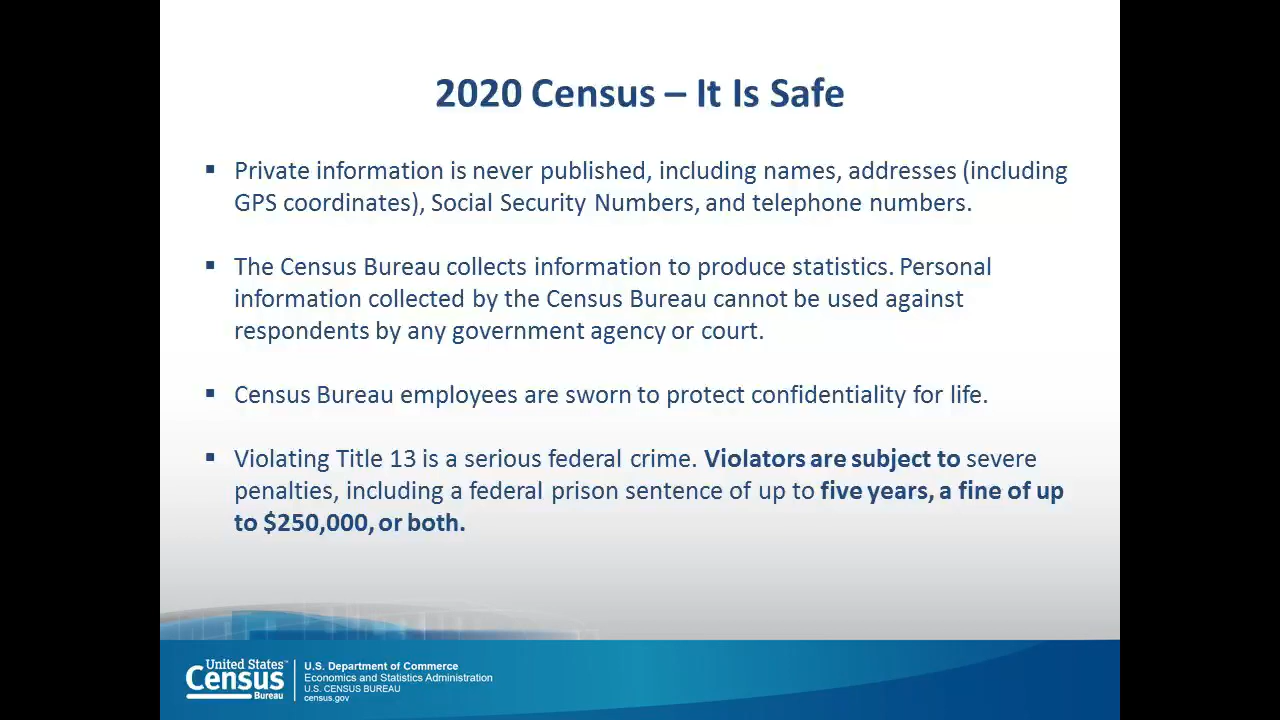 2020 Census – It Is Safe
▪ Private information is never published, including names, addresses (including
GPS coordinates), Social Security Numbers, and telephone numbers.
▪ The Census Bureau collects information to produce statistics. Personal
information collected by the Census Bureau cannot be used against
respondents by any government agency or court.
▪ Census Bureau employees are sworn to protect confidentiality for life.
▪ Violating Title 13 is a serious federal crime. Violators are subject to severe
penalties, including a federal prison sentence of up to five years, a fine of up
to $250,000, or both.
United States™
Census
Bureau
U.S. Department of Commerce
Economics and Statistics Administration
U.S. CENSUS BUREAU
census.gov